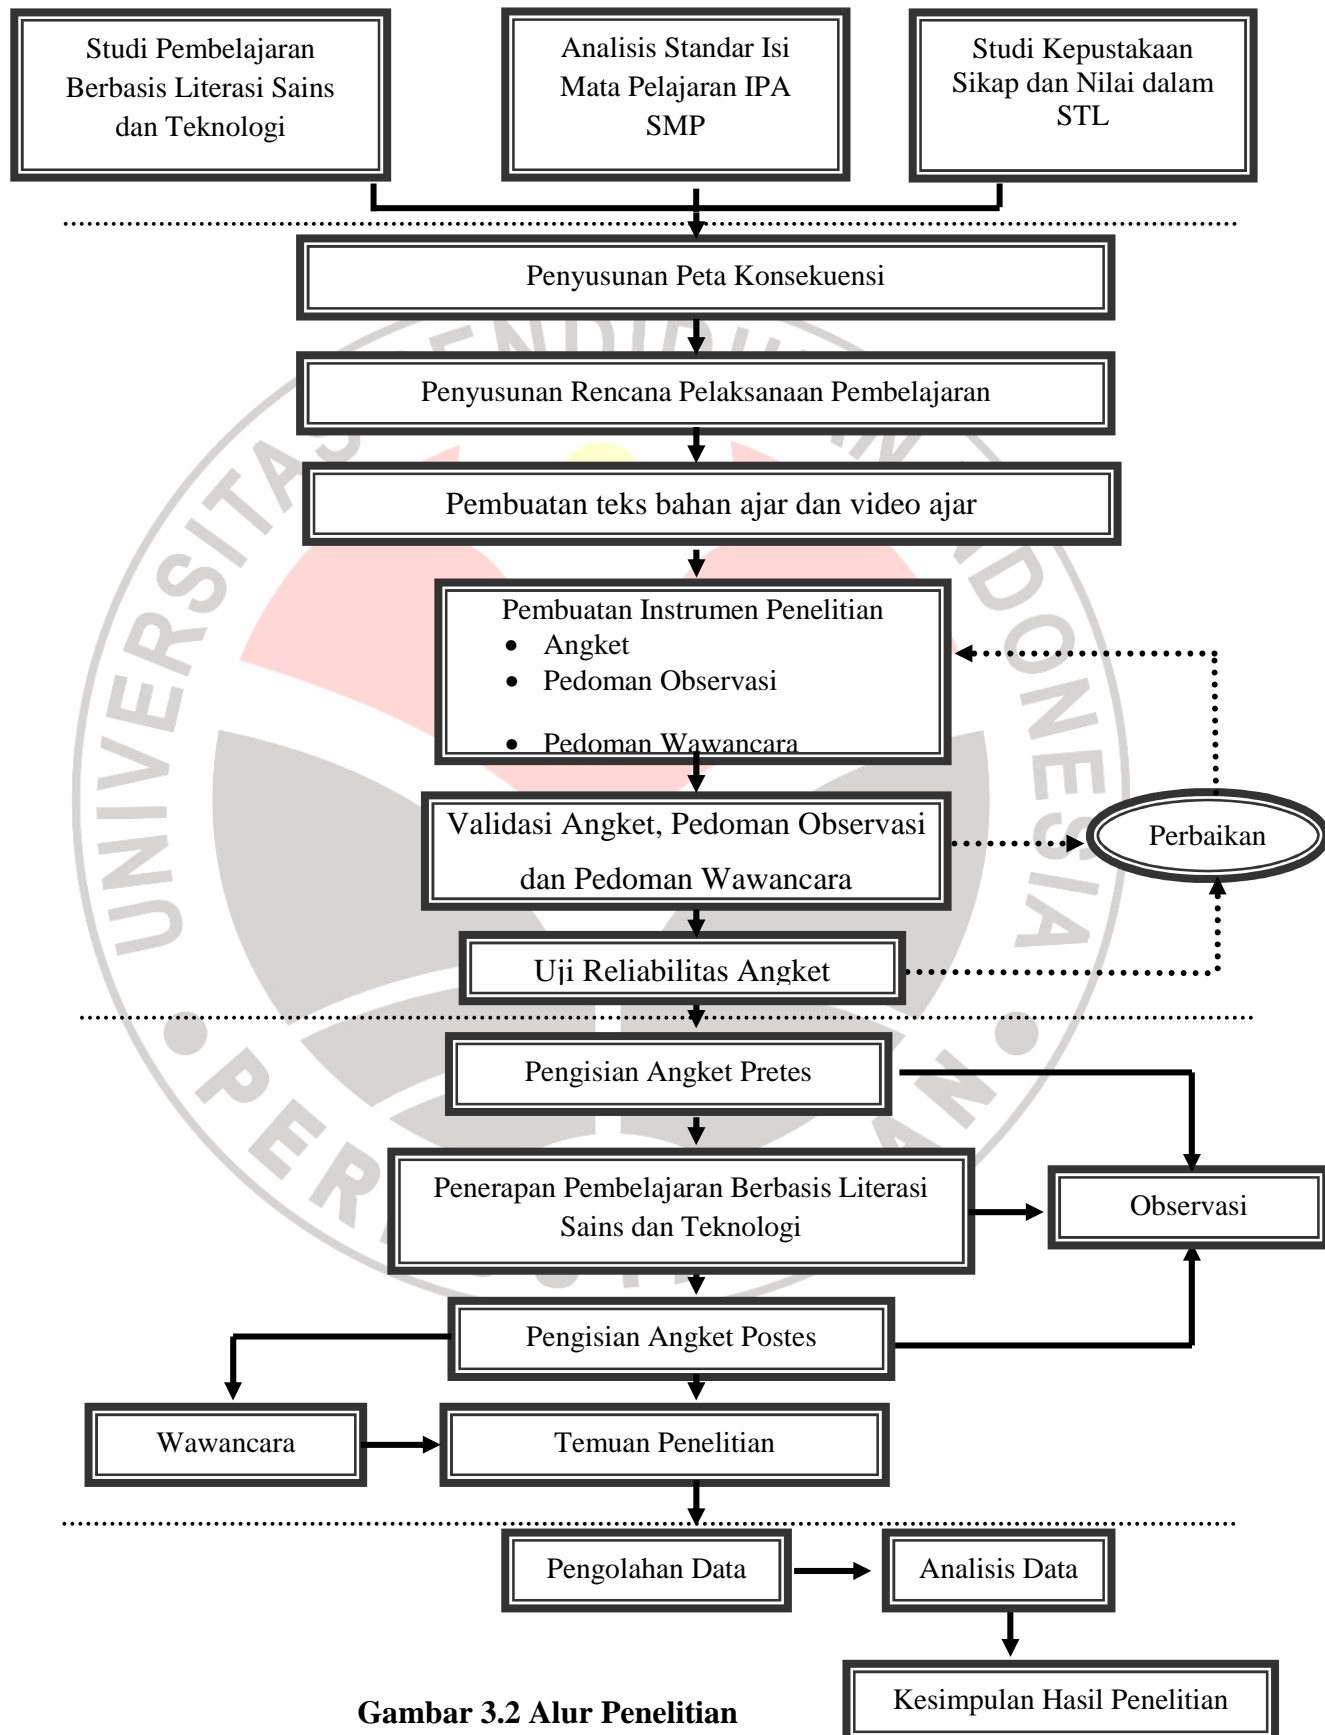 Studi Pembelajaran
Berbasis Literasi Sains
dan Teknologi
Analisis Standar Isi
Mata Pelajaran IPA
SMP
Studi Kepustakaan
Sikap dan Nilai dalam
STL
Penyusunan Peta Konsekuensi
Penyusunan Rencana Pelaksanaan Pembelajaran
Pembuatan teks bahan ajar dan video ajar
Pembuatan Instrumen Penelitian
• Angket
• Pedoman Observasi
• Pedoman Wawancara
Validasi Angket, Pedoman Observasi
dan Pedoman Wawancara
Perbaikan
Uji Reliabilitas Angket
Pengisian Angket Pretes
Penerapan Pembelajaran Berbasis Literasi
Sains dan Teknologi
Observasi
Pengisian Angket Postes
Wawancara
Temuan Penelitian
Pengolahan Data
Analisis Data
Kesimpulan Hasil Penelitian
Gambar 3.2 Alur Penelitian
UNIVERSITAS PENDIDIKAN INDONESIA